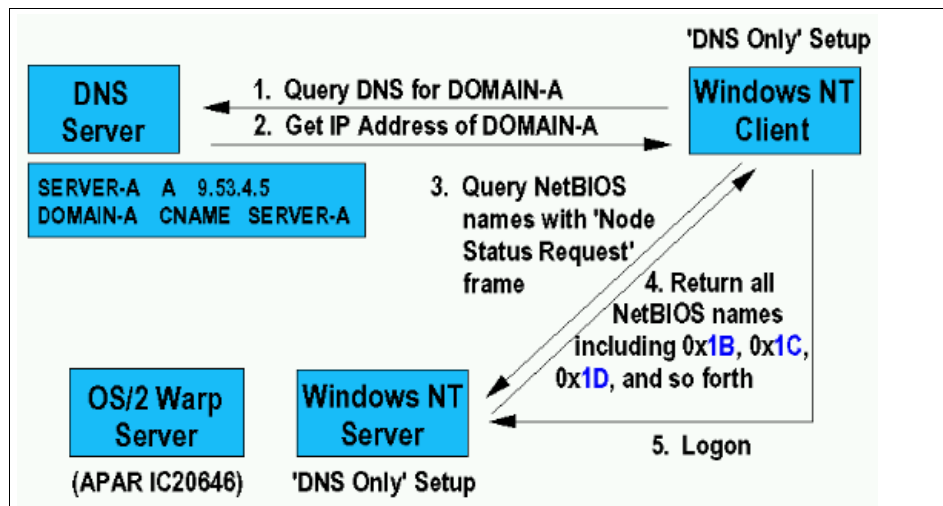 'DNS Only' Setup
DNS
Server
1. Query DNS for DOMAIN-A
2. Get IP Address of DOMAIN-A
Windows NT
Client
SERVER-A A 9.53.4.5
DOMAIN-A CNAME SERVER-A
3. Query NetBIOS
names with 'Node
Status Request'
frame
4. Return all
NetBIOS names
including 0x1B, 0x1C,
0x1D, and so forth
OS/2 Warp
Server
(APAR IC20646)
Windows NT
Server
'DNS Only' Setup
5. Logon